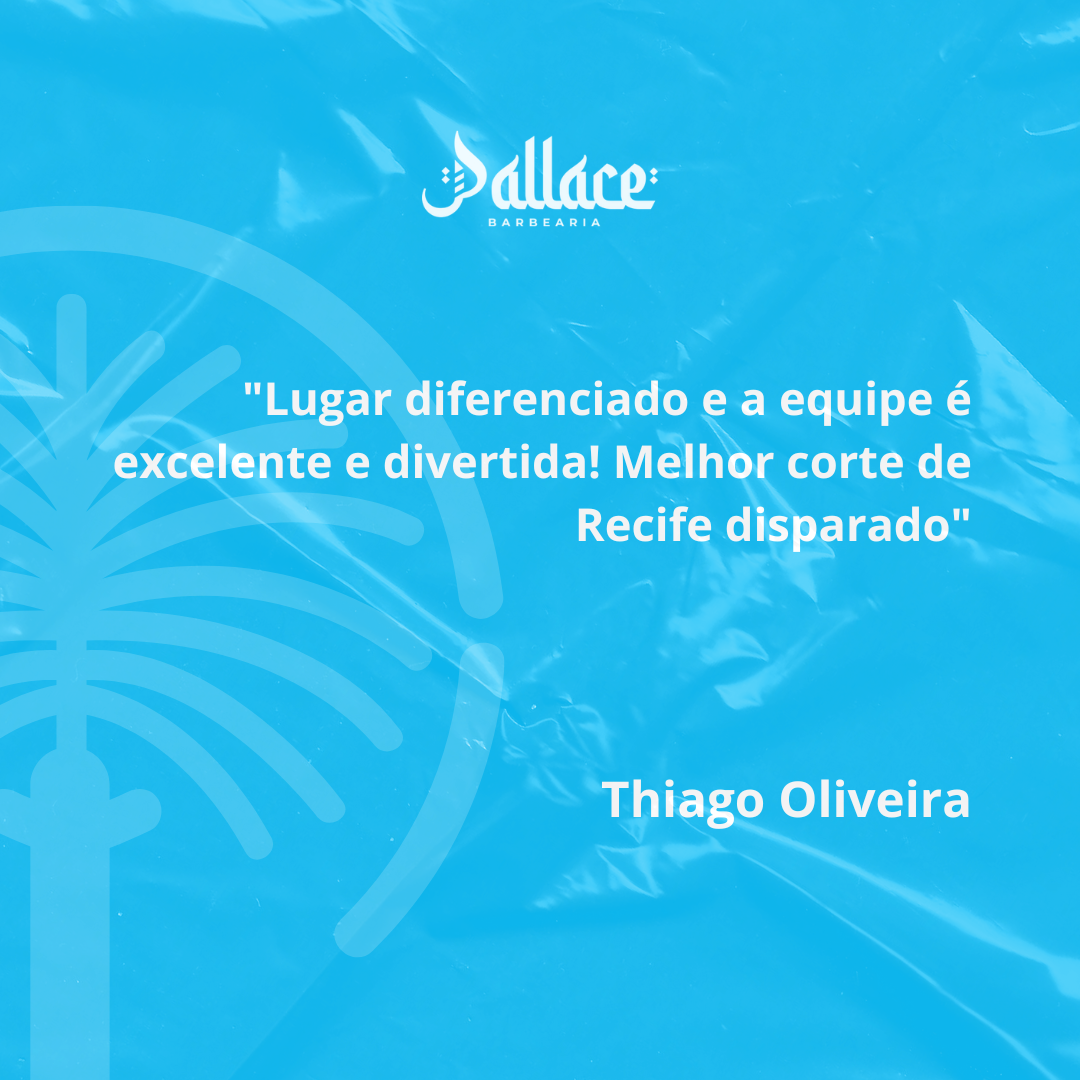 Pallace
BARBEARIA
"Lugar diferenciado e a equipe é
excelente e divertida! Melhor corte de
Recife disparado"
Thiago Oliveira